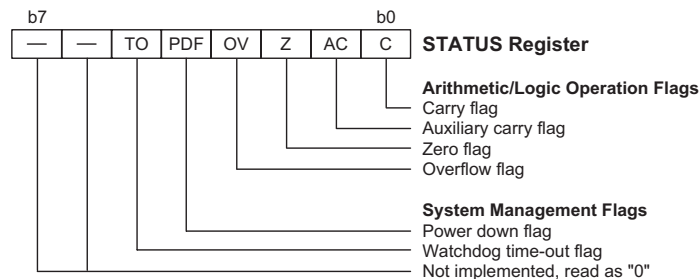 b7 b0
— — TO PDF OV Z AC C STATUS Register
Arithmetic/Logic Operation Flags
Carry flag
Auxiliary carry flag
Zero flag
Overflow flag
System Management Flags
Power down flag
Watchdog time-out flag
Not implemented, read as "0"